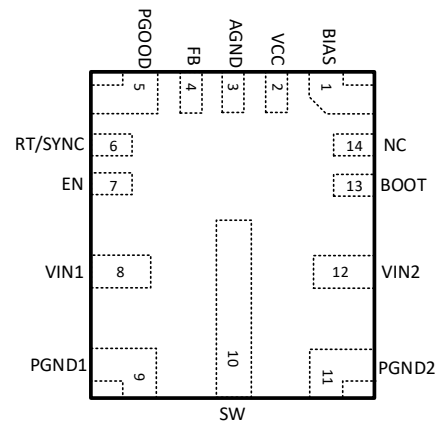 PGOOD
FB
AGND
VCC
BIAS
5
4
3
2
1
RT/SYNC
6
14
NC
EN
7
13
BOOT
VIN1
8
12
VIN2
PGND1
9
10
11
PGND2
SW